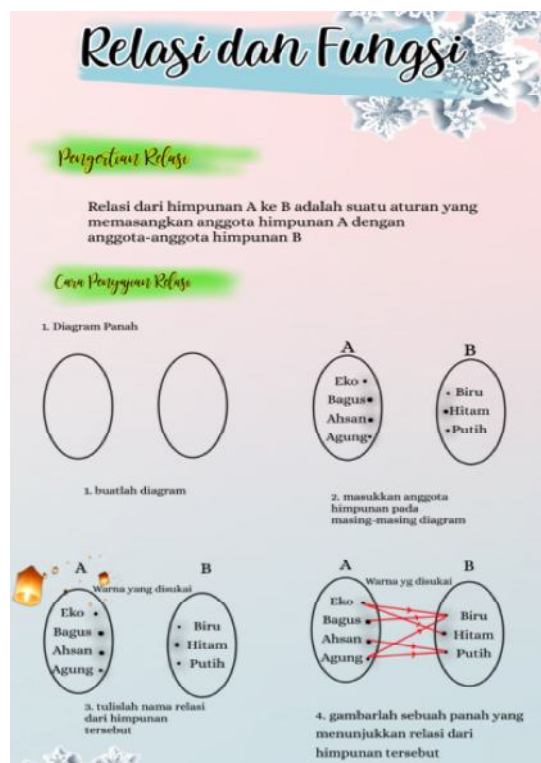 Relasi dan Fungsi
Pengertian Relasi
Relasi dari himpunan A ke B adalah suatu aturan yang
memasangkan anggota himpunan A dengan
anggota-anggota himpunan B
Cara Penyajian Relasi
1. Diagram Panah
1. buatlah diagram
A
B
Eko
Bagus
Ahsan
Agung
Biru
Hitam
Putih
2. masukkan anggota
himpunan pada
masing-masing diagram
A
B
Warna yang disukai
Eko
Bagus
Ahsan
Agung
Biru
Hitam
Putih
3. tulislah nama relasi
dari himpunan
tersebut
A
B
Warna yg disukai
Eko
Bagus
Ahsan
Agung
Biru
Hitam
Putih
4. gambarlah sebuah panah yang
menunjukkan relasi dari
himpunan tersebut